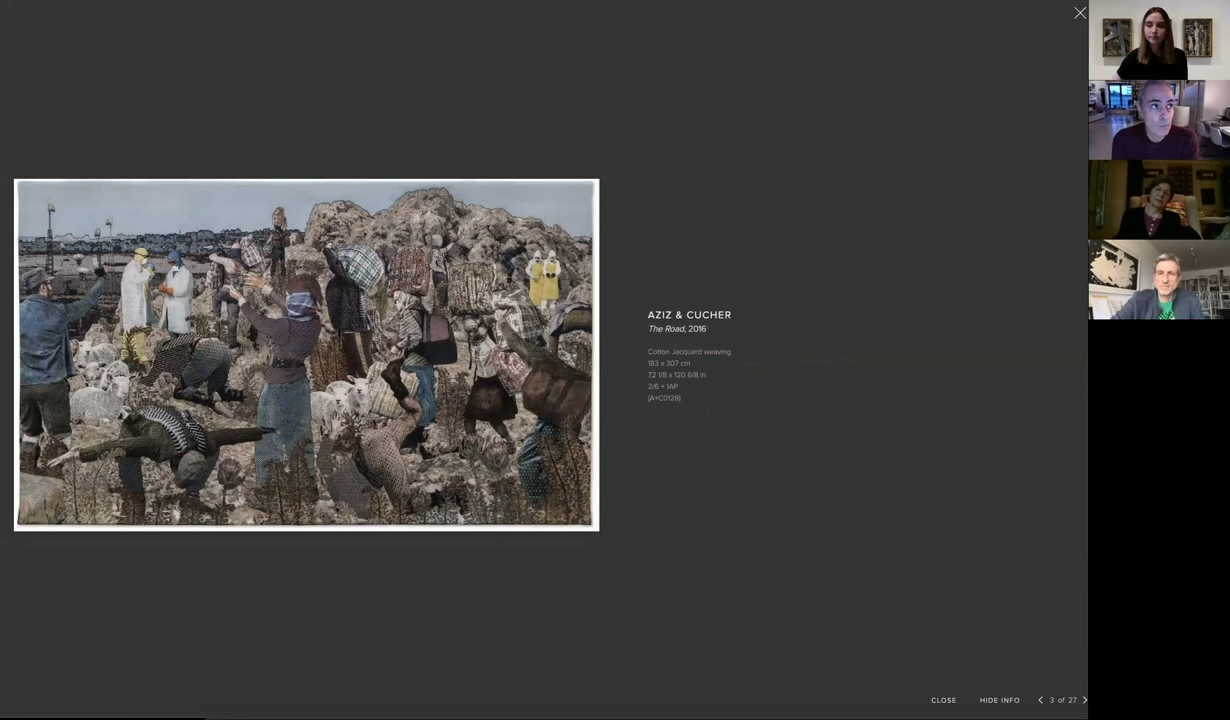 AZIZ & CUCHER
The Road, 2016
Cotton Jacquard weaving
183 x 307 cm
72 1/8 x 120 6/8 in
2/6 + 1AP
(A+C0128)
CLOSE
HIDE INFO
3 of 27